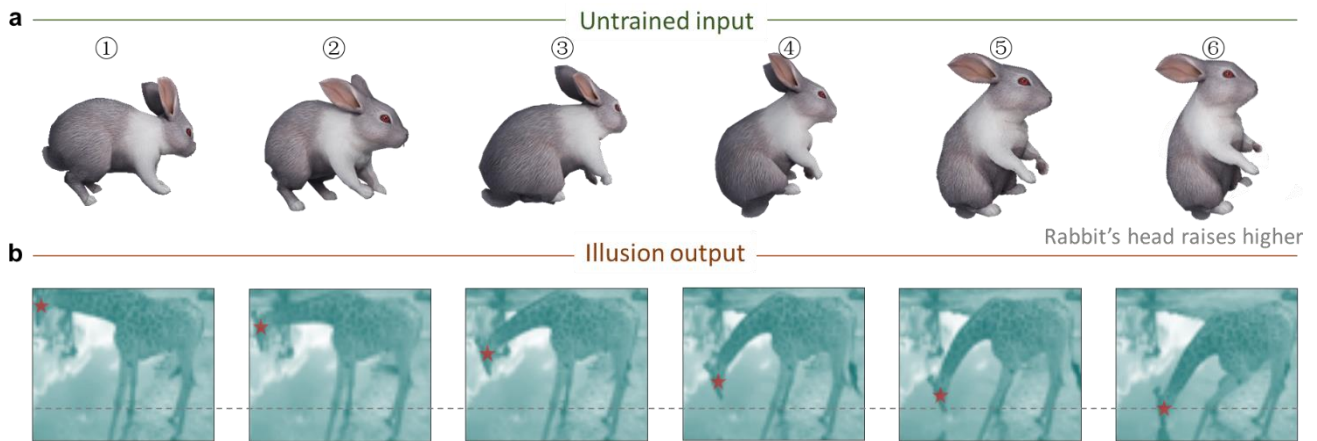 a
Untrained input
① ② ③ ④ ⑤ ⑥
Rabbit's head raises higher
b
Illusion output